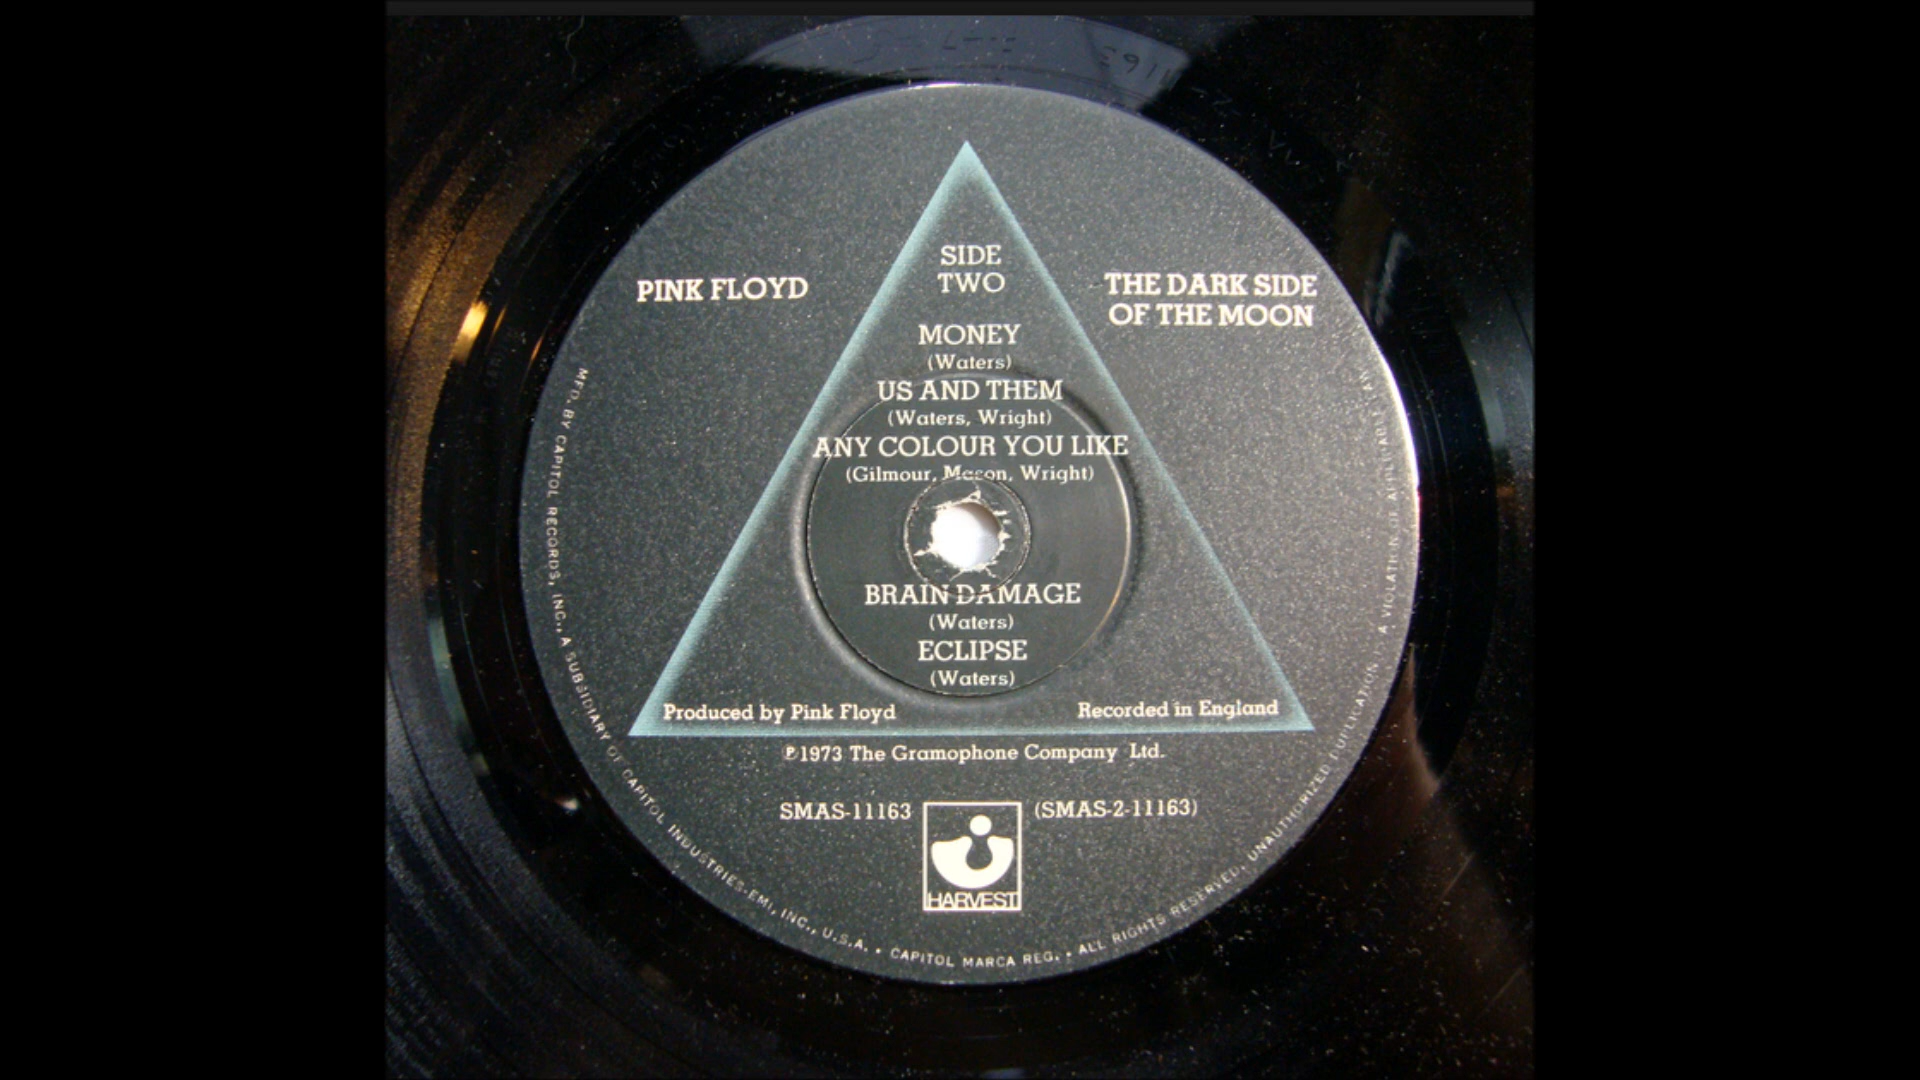 PINK FLOYD
SIDE
TWO
THE DARK SIDE
OF THE MOON
MONEY
(Waters)
US AND THEM
(Waters, Wright)
ANY COLOUR YOU LIKE
(Gilmour, Mason, Wright)
BRAIN DAMAGE
(Waters)
ECLIPSE
(Waters)
Produced by Pink Floyd
Recorded in England
℗1973 The Gramophone Company Ltd.
SMAS-11163
(SMAS-2-11163)
HARVEST
MFD. BY CAPITOL RECORDS, INC., A SUBSIDIARY OF CAPITOL INDUSTRIES-EMI, INC., U.S.A. • CAPITOL MARCA REG. • ALL RIGHTS RESERVED. UNAUTHORIZED DUPLICATION A VIOLATION OF APPLICABLE LAW